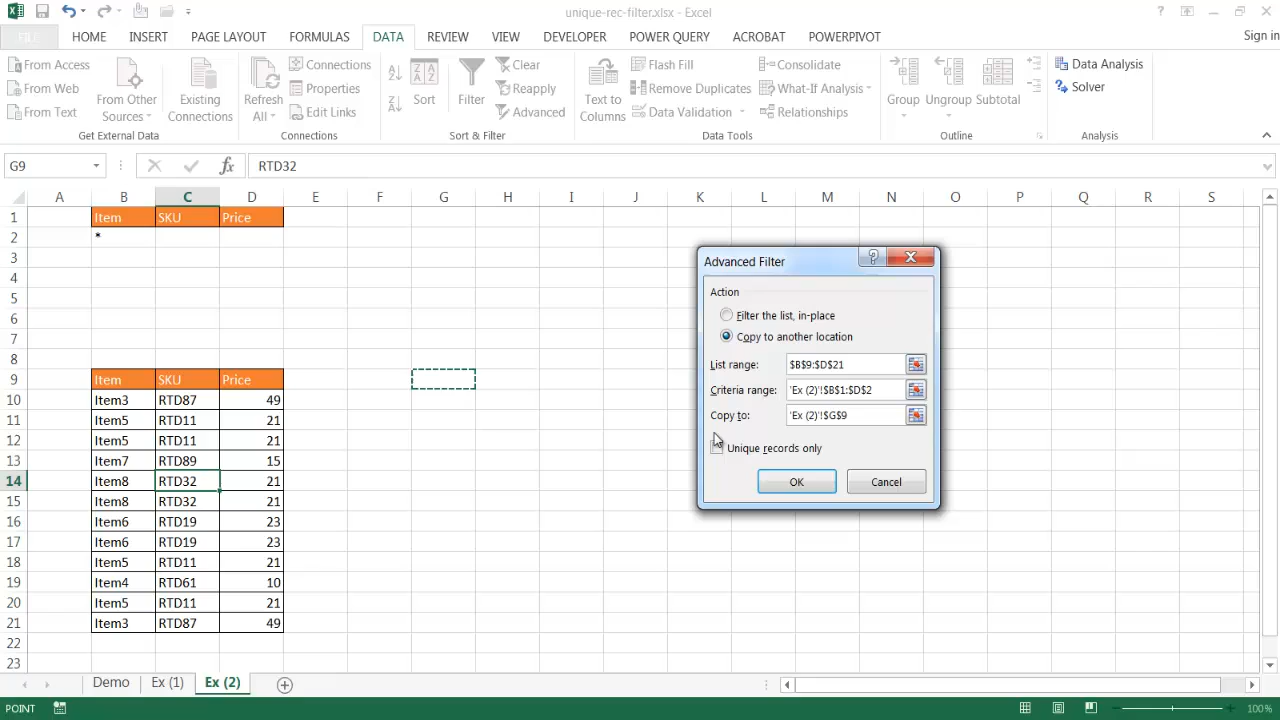 unique-rec-filter.xlsx - Excel
FILE HOME INSERT PAGE LAYOUT FORMULAS DATA REVIEW VIEW DEVELOPER POWER QUERY ACROBAT POWERPIVOT Sign in
From Access
From Web
From Text
From Other Sources
Existing Connections
Get External Data
Refresh All
Connections
Properties
Edit Links
Connections
Sort
Filter
Clear
Reapply
Advanced
Sort & Filter
Text to Columns
Flash Fill
Remove Duplicates
Data Validation
Consolidate
What-If Analysis
Relationships
Data Tools
Group
Ungroup
Subtotal
Outline
Data Analysis
Solver
Analysis
G9 fx RTD32
A B C D E F G H I J K L M N O P Q R S
1 Item SKU Price
2 *
3
4
5
6
7
8
9 Item SKU Price
10 Item3 RTD87 49
11 Item5 RTD11 21
12 Item5 RTD11 21
13 Item7 RTD89 15
14 Item8 RTD32 21
15 Item8 RTD32 21
16 Item6 RTD19 23
17 Item6 RTD19 23
18 Item5 RTD11 21
19 Item4 RTD61 10
20 Item5 RTD11 21
21 Item3 RTD87 49
22
23
Advanced Filter
Action
Filter the list, in-place
Copy to another location
List range: $B$9:$D$21
Criteria range: 'Ex (2)'!$B$1:$D$2
Copy to: 'Ex (2)'!$G$9
Unique records only
OK Cancel
Demo Ex (1) Ex (2)
POINT 100%